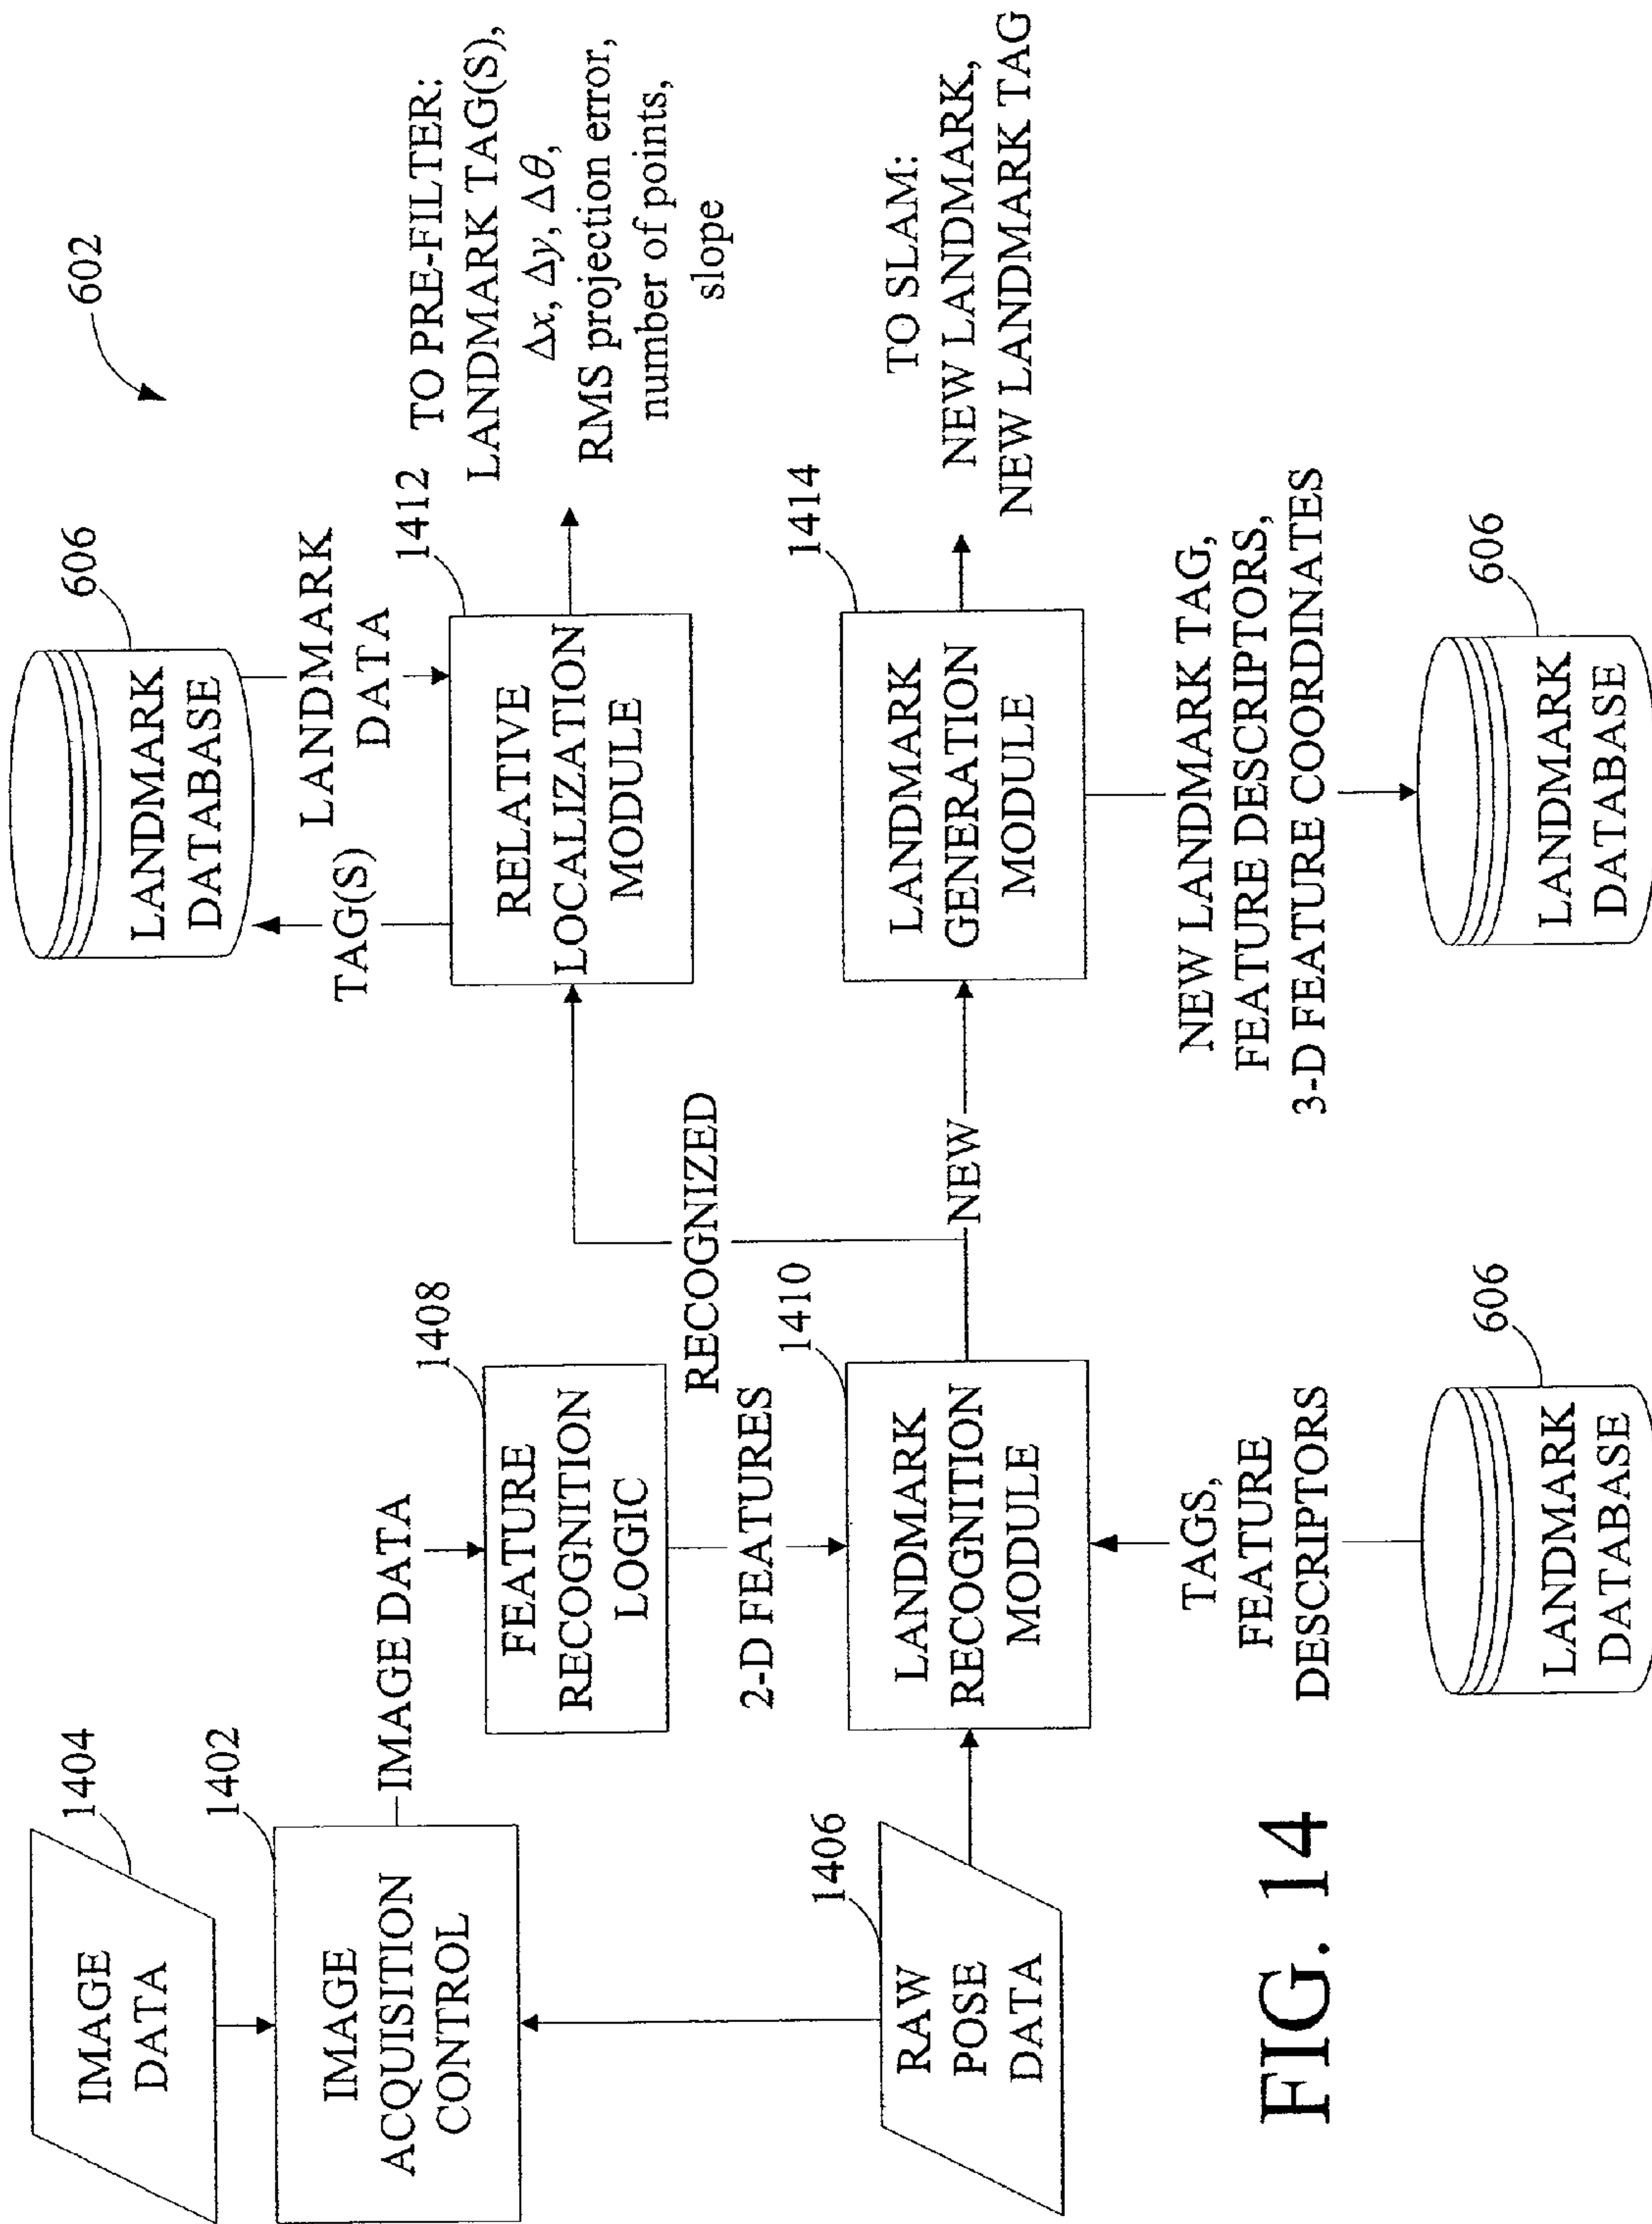 602
IMAGE
DATA
1404
IMAGE
ACQUISITION
CONTROL
1402
IMAGE DATA
RAW
POSE
DATA
1406
FEATURE
RECOGNITION
LOGIC
1408
2-D FEATURES
LANDMARK
RECOGNITION
MODULE
1410
TAGS,
FEATURE
DESCRIPTORS
LANDMARK
DATABASE
606
RECOGNIZED
NEW
LANDMARK
DATABASE
606
TAG(S)
LANDMARK
DATA
RELATIVE
LOCALIZATION
MODULE
1412
TO PRE-FILTER:
LANDMARK TAG(S),
Δx, Δy, Δθ,
RMS projection error,
number of points,
slope
LANDMARK
GENERATION
MODULE
1414
TO SLAM:
NEW LANDMARK,
NEW LANDMARK TAG
NEW LANDMARK TAG,
FEATURE DESCRIPTORS,
3-D FEATURE COORDINATES
LANDMARK
DATABASE
606
FIG. 14